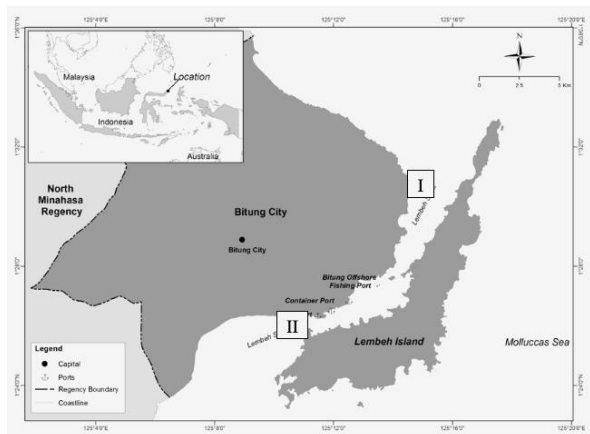 125°4'0"E
125°8'0"E
125°12'0"E
125°16'0"E
125°20'0"E
1°36'0"N
1°36'0"N
Malaysia
Location
Indonesia
Australia
N
0
2.5
5 Km
1°32'0"
1°28'0"
1°24'0"
North
Minahasa
Regency
Bitung City
Bitung City
I
Lembeh
Bitung Offshore
Fishing Port
Container Port
II
Lembeh
Lembeh Island
Molluccas Sea
Legend
Capital
Ports
Regency Boundary
Coastline
125°4'0"E
125°8'0"E
125°12'0"E
125°16'0"E
125°20'0"E